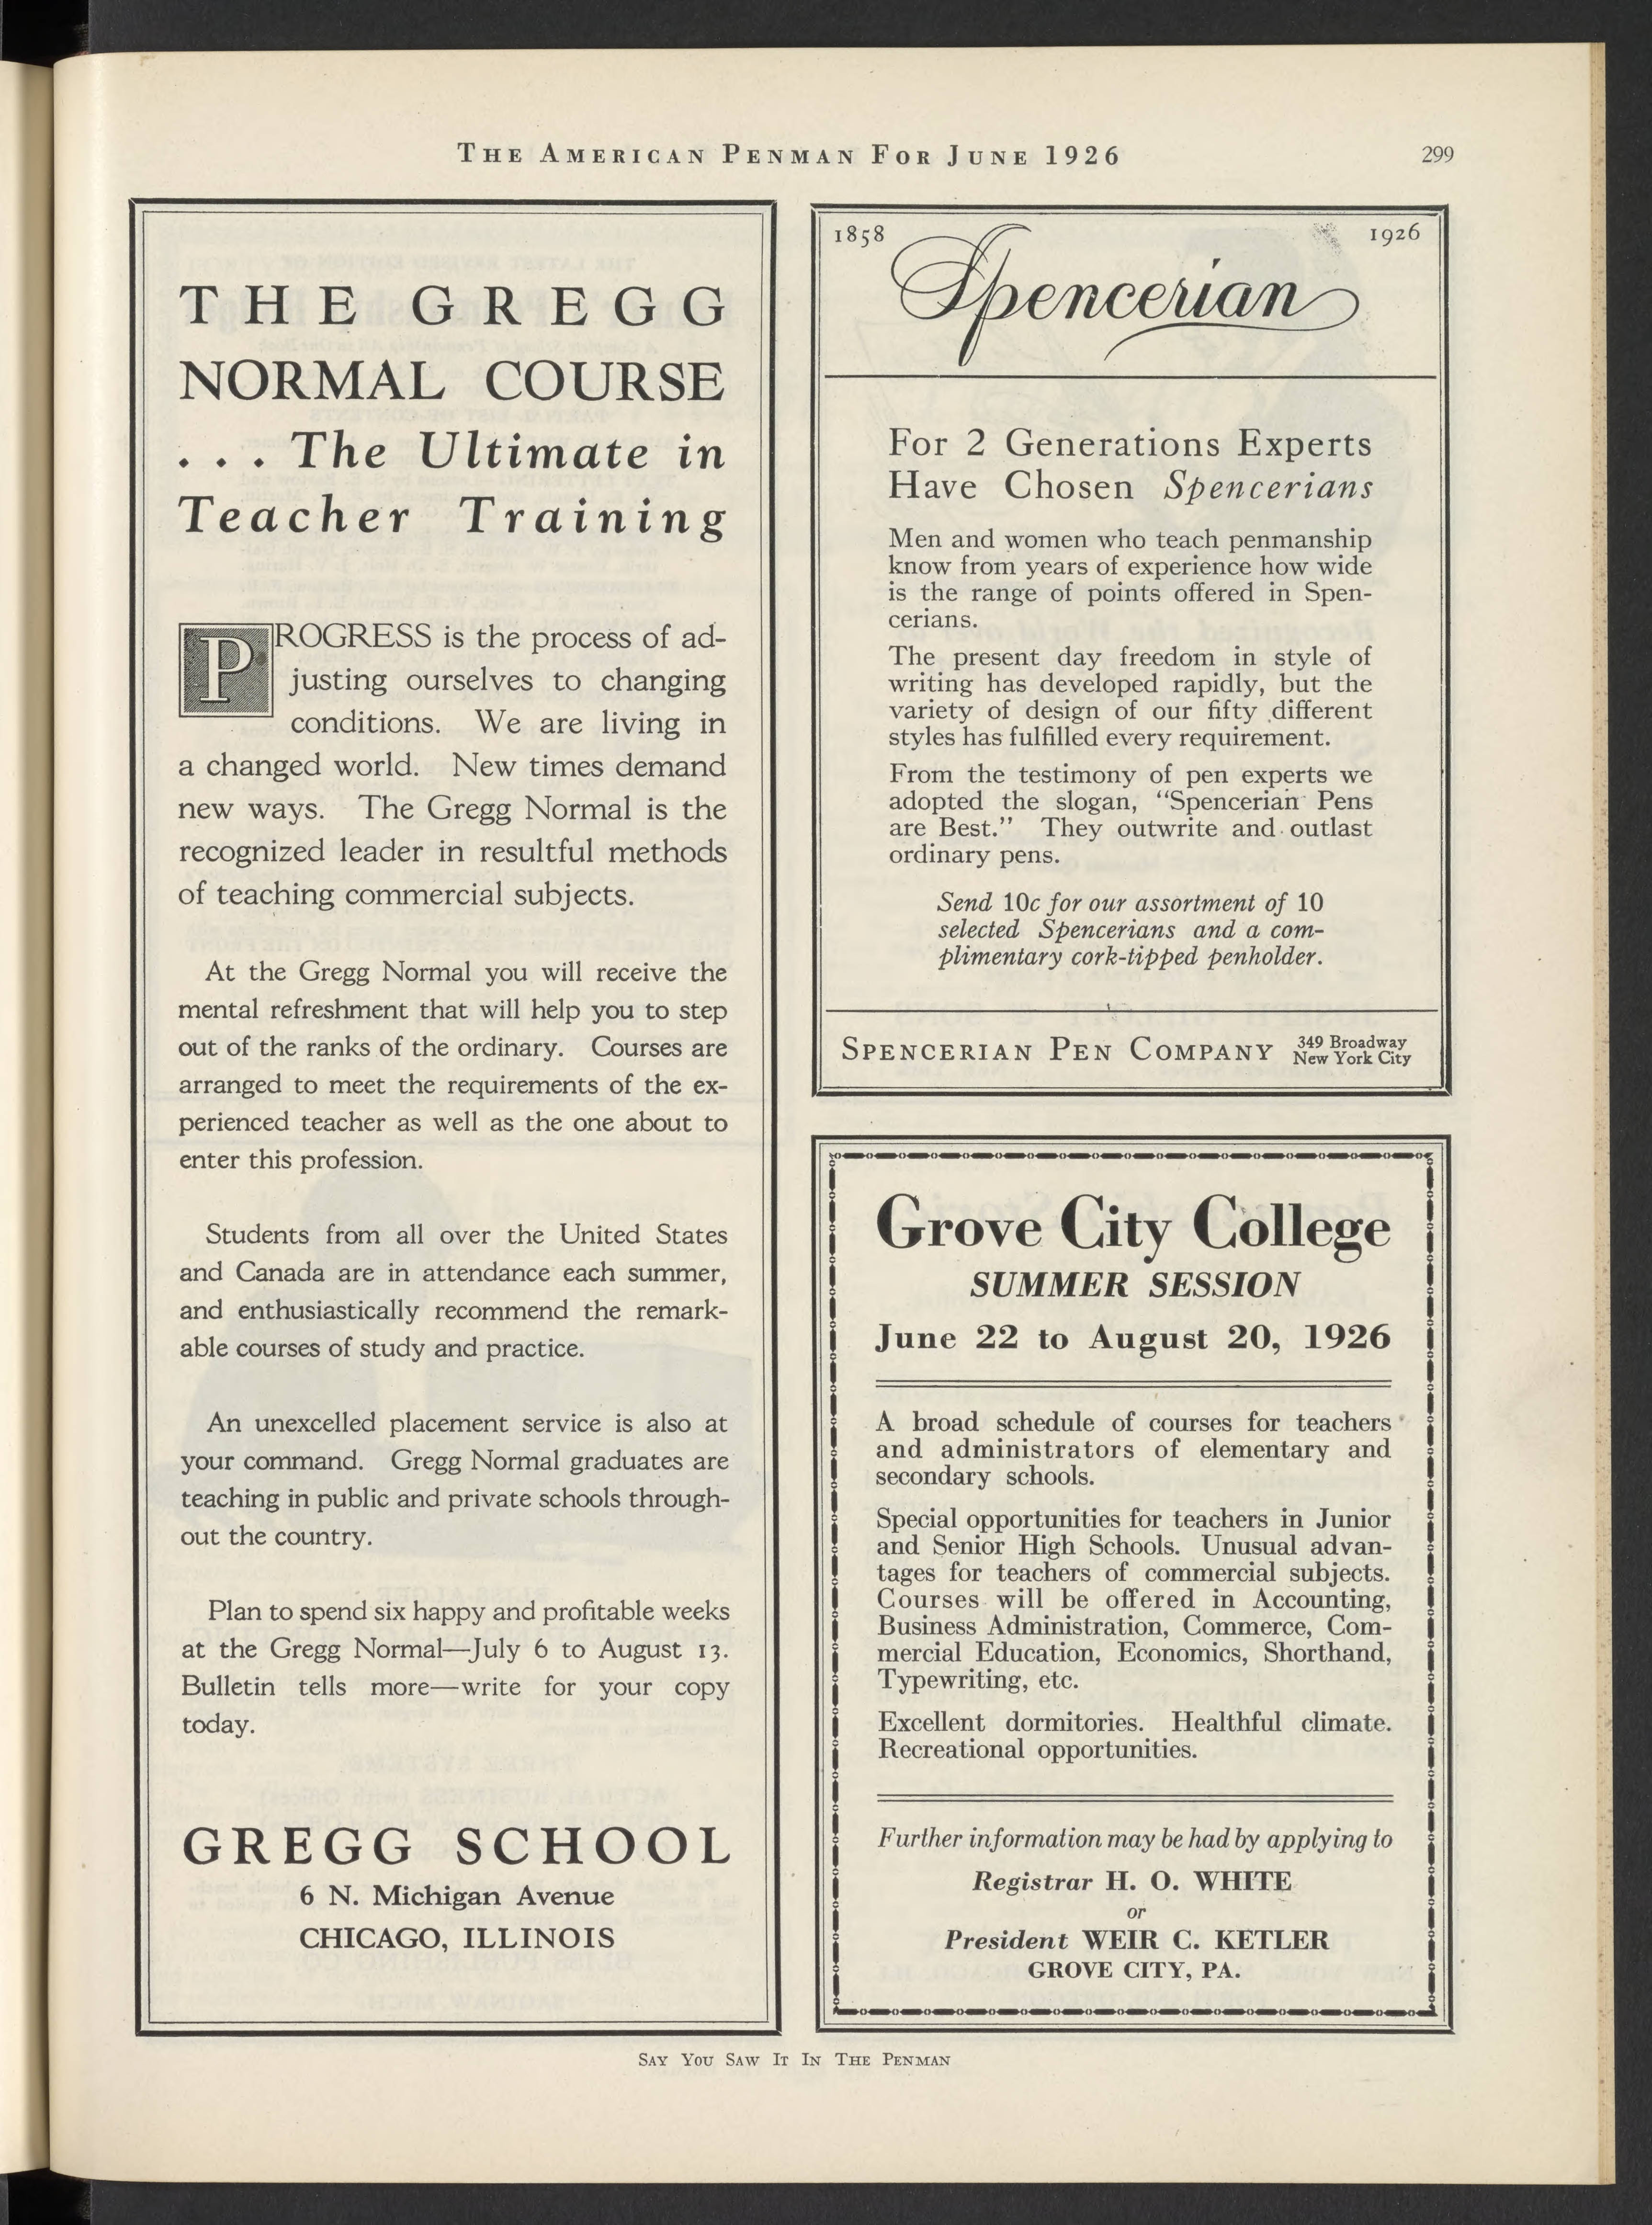 THE AMERICAN PENMAN FOR JUNE 1926
299
THE GREGG
NORMAL COURSE
. . . The Ultimate in
Teacher Training
PROGRESS is the process of ad-
justing ourselves to changing
conditions. We are living in
a changed world. New times demand
new ways. The Gregg Normal is the
recognized leader in resultful methods
of teaching commercial subjects.
At the Gregg Normal you will receive the
mental refreshment that will help you to step
out of the ranks of the ordinary. Courses are
arranged to meet the requirements of the ex-
perienced teacher as well as the one about to
enter this profession.
Students from all over the United States
and Canada are in attendance each summer,
and enthusiastically recommend the remark-
able courses of study and practice.
An unexcelled placement service is also at
your command. Gregg Normal graduates are
teaching in public and private schools through-
out the country.
Plan to spend six happy and profitable weeks
at the Gregg Normal—July 6 to August 13.
Bulletin tells more—write for your copy
today.
GREGG SCHOOL
6 N. Michigan Avenue
CHICAGO, ILLINOIS
1858
1926
Spencerian
For 2 Generations Experts
Have Chosen Spencerians
Men and women who teach penmanship
know from years of experience how wide
is the range of points offered in Spen-
cerians.
The present day freedom in style of
writing has developed rapidly, but the
variety of design of our fifty different
styles has fulfilled every requirement.
From the testimony of pen experts we
adopted the slogan, "Spencerian Pens
are Best." They outwrite and outlast
ordinary pens.
Send 10c for our assortment of 10
selected Spencerians and a com-
plimentary cork-tipped penholder.
SPENCERIAN PEN COMPANY
349 Broadway
New York City
Grove City College
SUMMER SESSION
June 22 to August 20, 1926
A broad schedule of courses for teachers
and administrators of elementary and
secondary schools.
Special opportunities for teachers in Junior
and Senior High Schools. Unusual advan-
tages for teachers of commercial subjects.
Courses will be offered in Accounting,
Business Administration, Commerce, Com-
mercial Education, Economics, Shorthand,
Typewriting, etc.
Excellent dormitories. Healthful climate.
Recreational opportunities.
Further information may be had by applying to
Registrar H. O. WHITE
or
President WEIR C. KETLER
GROVE CITY, PA.
SAY YOU SAW IT IN THE PENMAN